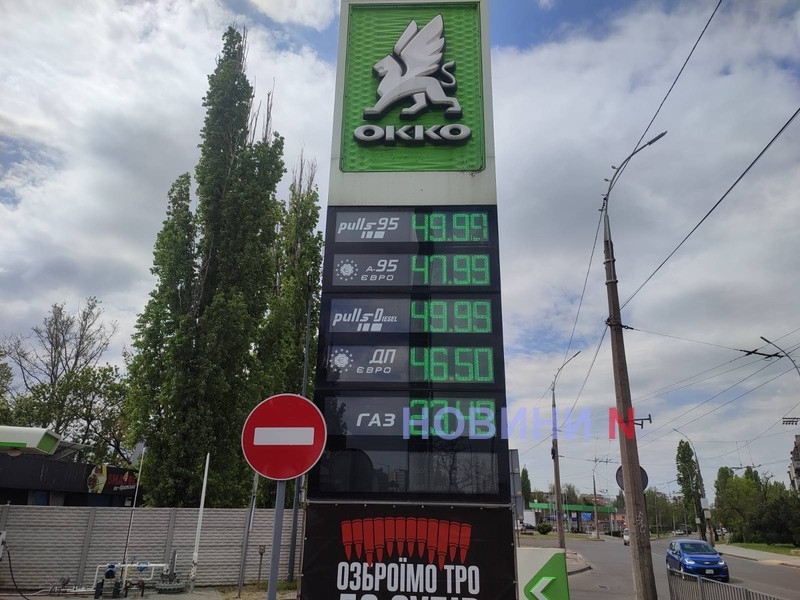 OKKO
pulls 95 49.99
А-95 ЄВРО 47.99
pulls Diesel 49.99
ДП ЄВРО 46.50
ГАЗ
НОВИНИ N
ОЗБРОЇМО ТРО